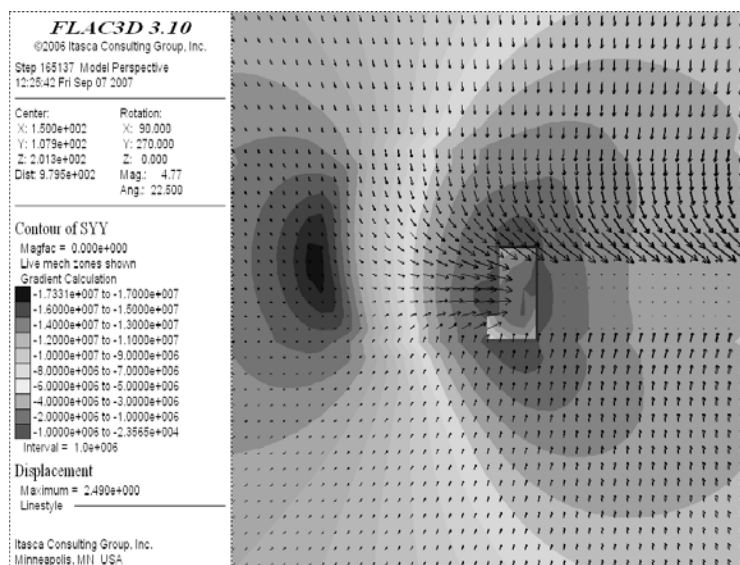 FLAC3D 3.10
©2006 Itasca Consulting Group, Inc.
Step 165137 Model Perspective
12:25:42 Fri Sep 07 2007
Center: Rotation:
X: 1.500e+002 X: 90.000
Y: 1.079e+002 Y: 270.000
Z: 2.013e+002 Z: 0.000
Dist: 9.795e+002 Mag.: 4.77
Ang.: 22.500
Contour of SYY
Magfac = 0.000e+000
Live mech zones shown
Gradient Calculation
-1.7331e+007 to -1.7000e+007
-1.6000e+007 to -1.5000e+007
-1.4000e+007 to -1.3000e+007
-1.2000e+007 to -1.1000e+007
-1.0000e+007 to -9.0000e+006
-8.0000e+006 to -7.0000e+006
-6.0000e+006 to -5.0000e+006
-4.0000e+006 to -3.0000e+006
-2.0000e+006 to -1.0000e+006
-1.0000e+006 to -2.3565e+004
Interval = 1.0e+006
Displacement
Maximum = 2.490e+000
Linestyle
Itasca Consulting Group, Inc.
Minneapolis, MN USA